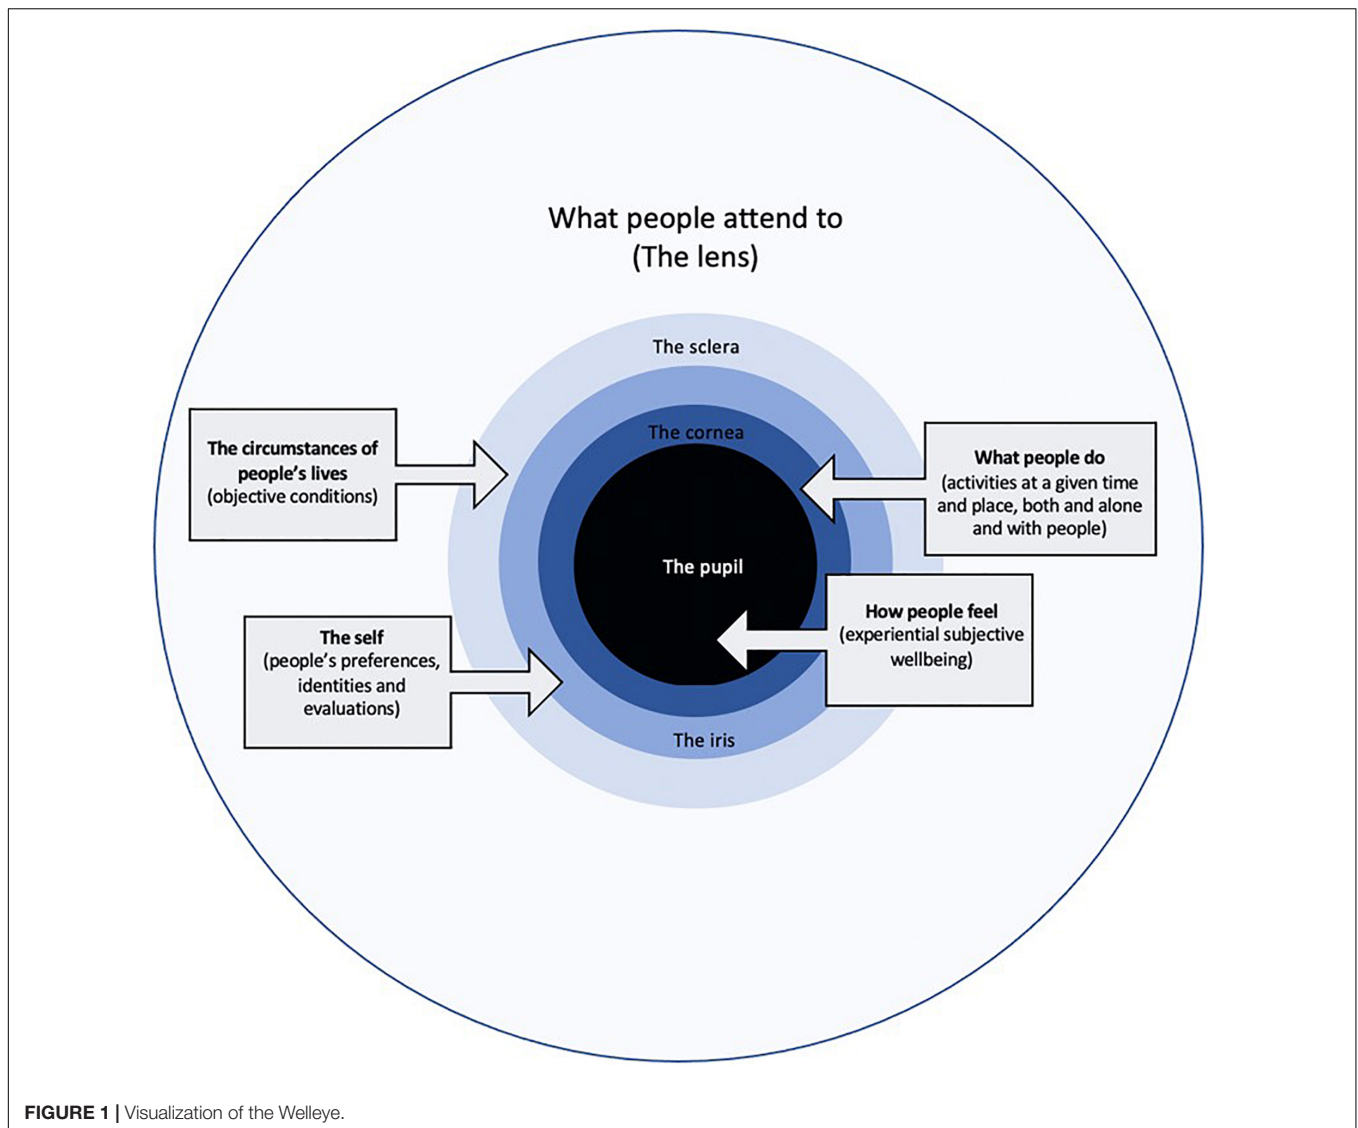 What people attend to
(The lens)
The sclera
The cornea
The circumstances of
people's lives
(objective conditions)
What people do
(activities at a given time
and place, both and alone
and with people)
The pupil
How people feel
(experiential subjective
wellbeing)
The self
(people's preferences,
identities and
evaluations)
The iris
FIGURE 1 | Visualization of the Welleye.